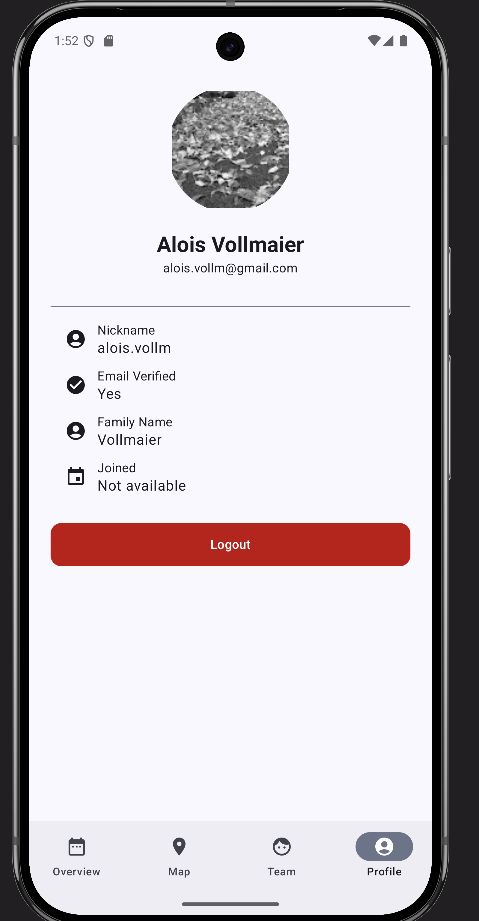 1:52
Alois Vollmaier
alois.vollm@gmail.com
Nickname
alois.vollm
Email Verified
Yes
Family Name
Vollmaier
Joined
Not available
Logout
Overview Map Team Profile